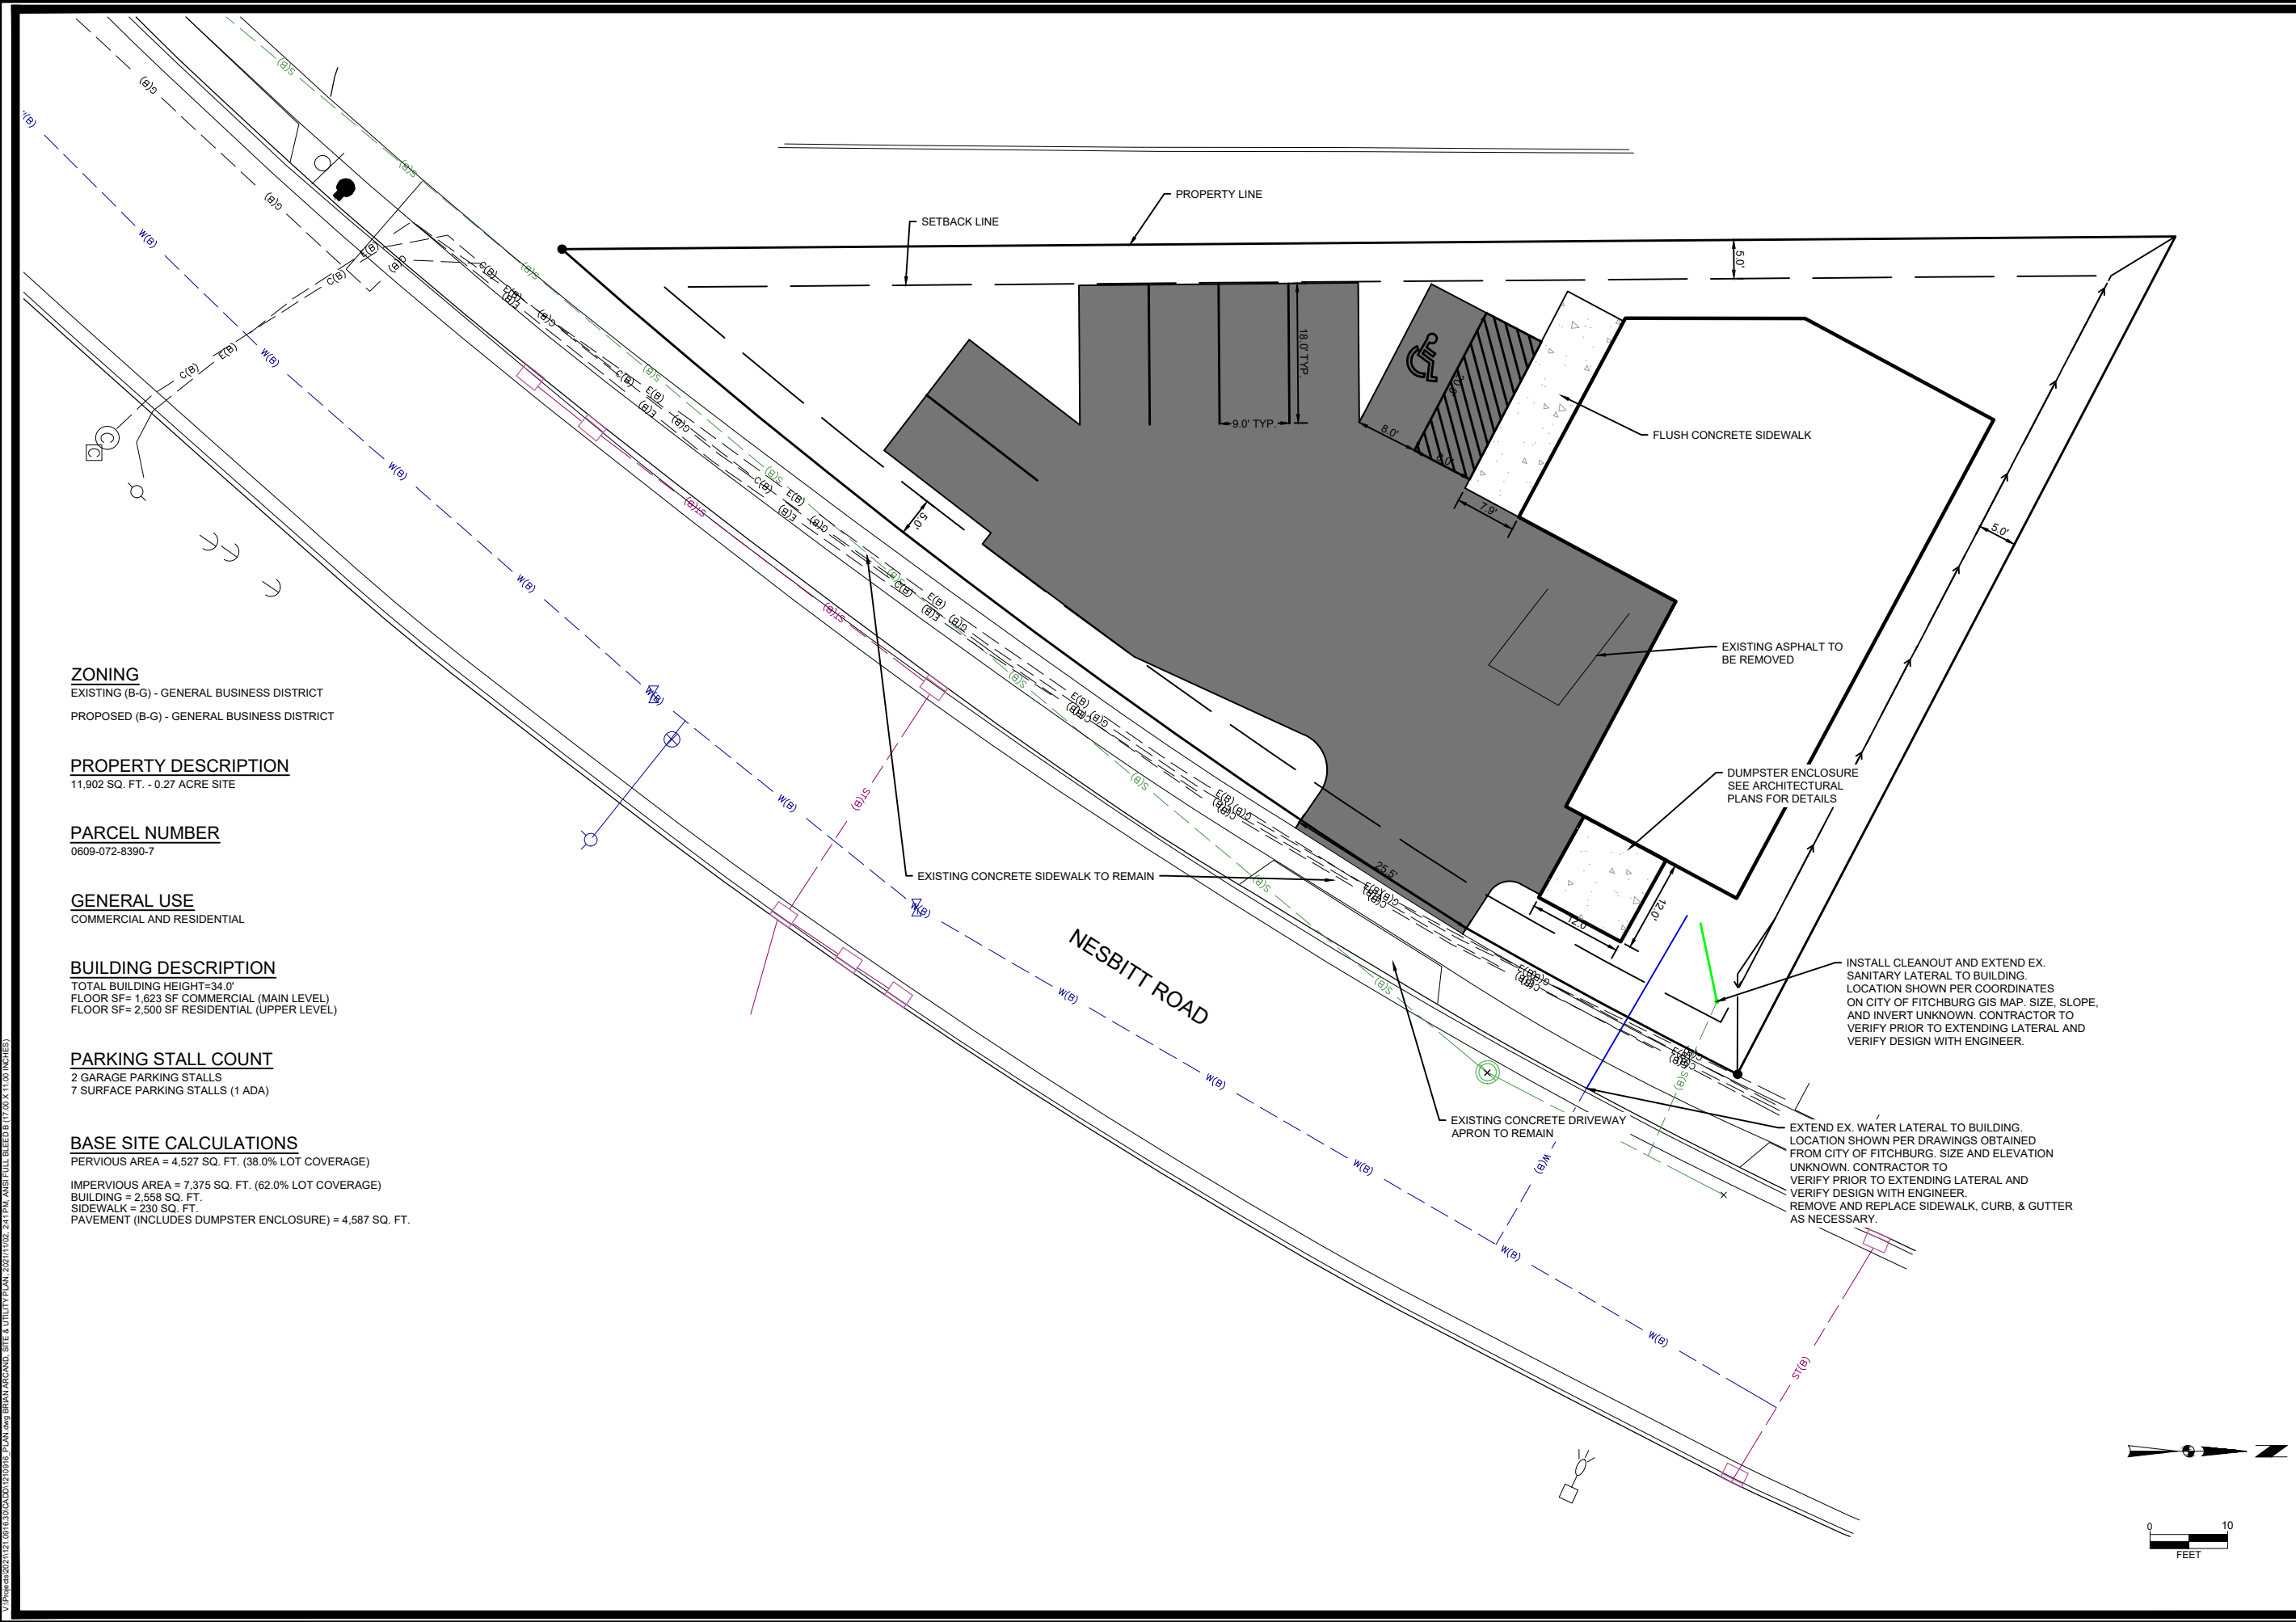 PROPERTY LINE
SETBACK LINE
5.0'
18.0' TYP.
9.0' TYP.
8.0'
7.9'
FLUSH CONCRETE SIDEWALK
5.0'
5.0'
EXISTING ASPHALT TO
BE REMOVED
DUMPSTER ENCLOSURE
SEE ARCHITECTURAL
PLANS FOR DETAILS
25.5'
12.0'
12.0'
EXISTING CONCRETE SIDEWALK TO REMAIN
NESBITT ROAD
INSTALL CLEANOUT AND EXTEND EX.
SANITARY LATERAL TO BUILDING.
LOCATION SHOWN PER COORDINATES
ON CITY OF FITCHBURG GIS MAP. SIZE, SLOPE,
AND INVERT UNKNOWN. CONTRACTOR TO
VERIFY PRIOR TO EXTENDING LATERAL AND
VERIFY DESIGN WITH ENGINEER.
EXISTING CONCRETE DRIVEWAY
APRON TO REMAIN
EXTEND EX. WATER LATERAL TO BUILDING.
LOCATION SHOWN PER DRAWINGS OBTAINED
FROM CITY OF FITCHBURG. SIZE AND ELEVATION
UNKNOWN. CONTRACTOR TO
VERIFY PRIOR TO EXTENDING LATERAL AND
VERIFY DESIGN WITH ENGINEER.
REMOVE AND REPLACE SIDEWALK, CURB, & GUTTER
AS NECESSARY.
ZONING
EXISTING (B-G) - GENERAL BUSINESS DISTRICT
PROPOSED (B-G) - GENERAL BUSINESS DISTRICT
PROPERTY DESCRIPTION
11,902 SQ. FT. - 0.27 ACRE SITE
PARCEL NUMBER
0609-072-8390-7
GENERAL USE
COMMERCIAL AND RESIDENTIAL
BUILDING DESCRIPTION
TOTAL BUILDING HEIGHT=34.0'
FLOOR SF= 1,623 SF COMMERCIAL (MAIN LEVEL)
FLOOR SF= 2,500 SF RESIDENTIAL (UPPER LEVEL)
PARKING STALL COUNT
2 GARAGE PARKING STALLS
7 SURFACE PARKING STALLS (1 ADA)
BASE SITE CALCULATIONS
PERVIOUS AREA = 4,527 SQ. FT. (38.0% LOT COVERAGE)
IMPERVIOUS AREA = 7,375 SQ. FT. (62.0% LOT COVERAGE)
BUILDING = 2,558 SQ. FT.
SIDEWALK = 230 SQ. FT.
PAVEMENT (INCLUDES DUMPSTER ENCLOSURE) = 4,587 SQ. FT.
S(B)
G(B)
W(B)
C(B)
E(B)
ST(B)
0 10
FEET